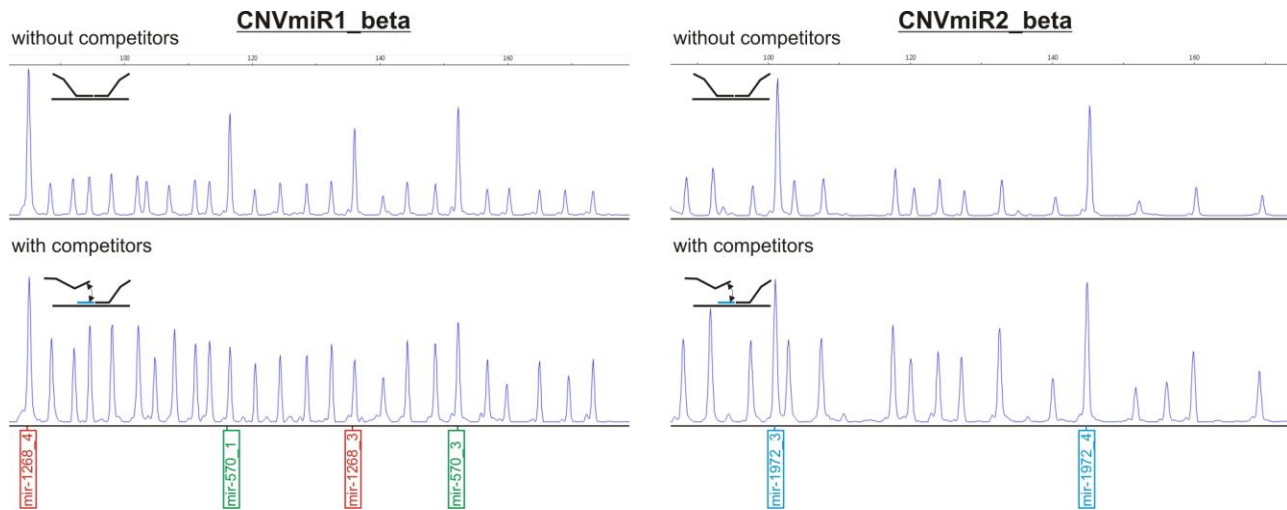 CNVmiR1_beta
without competitors
100 120 140 160
with competitors
mir-1268_4
mir-570_1
mir-1268_3
mir-570_3
CNVmiR2_beta
without competitors
100 120 140 160
with competitors
mir-1972_3
mir-1972_4